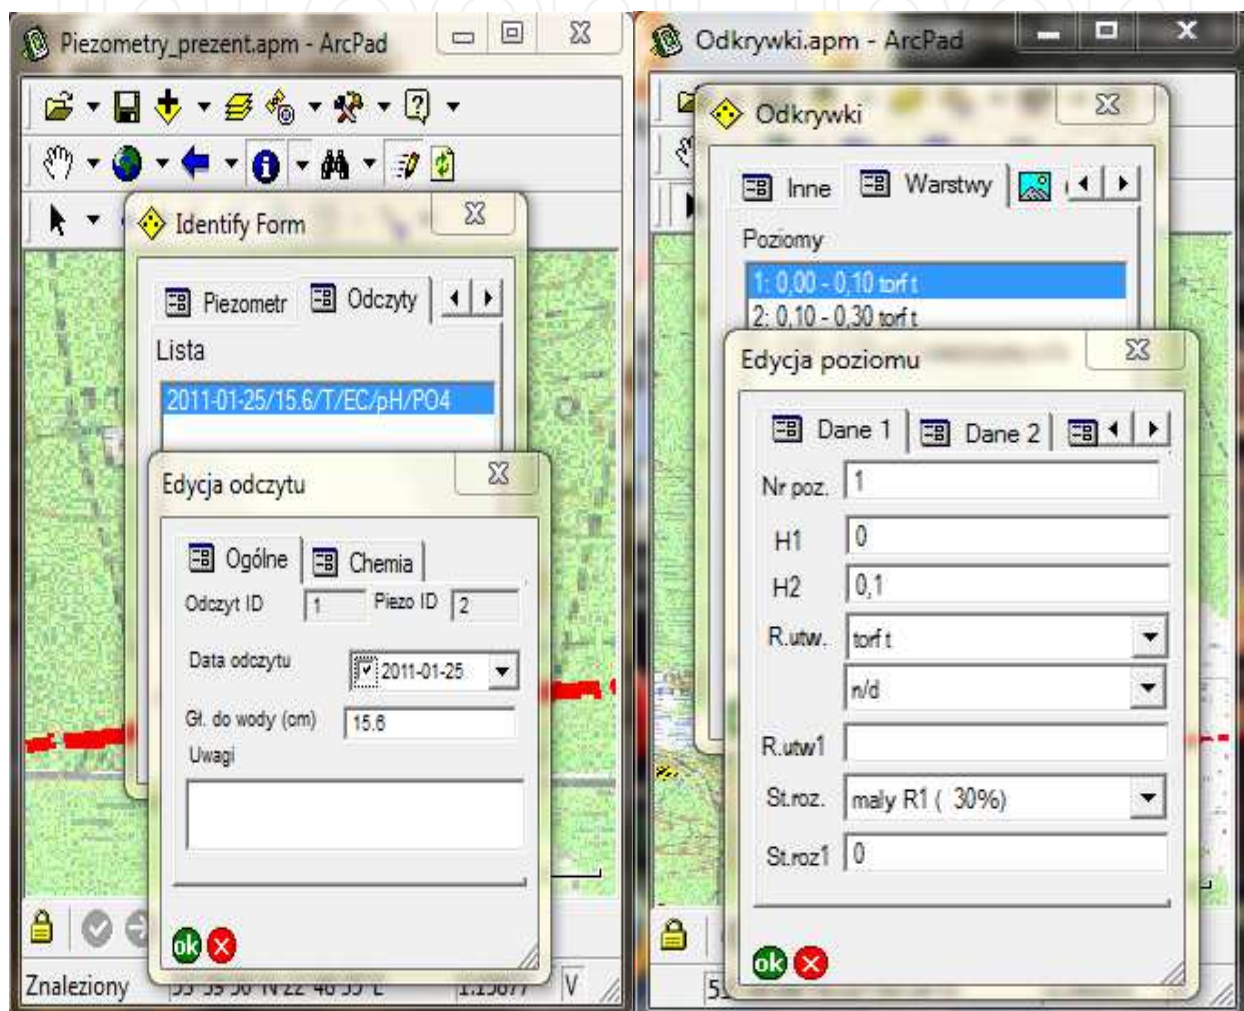 Piezometry_prezent.apm - ArcPad
Identify Form
Piezometr
Odczyty
Lista
2011-01-25/15.6/T/EC/pH/PO4
Edycja odczytu
Ogólne
Chemia
Odczyt ID 1 Piezo ID 2
Data odczytu 2011-01-25
Gł. do wody (cm) 15.6
Uwagi
ok
Znaleziony
V
Odkrywki.apm - ArcPad
Odkrywki
Inne
Warstwy
Poziomy
1: 0,00 - 0,10 torf t
2: 0,10 - 0,30 torf t
Edycja poziomu
Dane 1
Dane 2
Nr poz. 1
H1 0
H2 0,1
R.utw. torf t
n/d
R.utw1
St.roz. maly R1 ( 30%)
St.roz1 0
ok